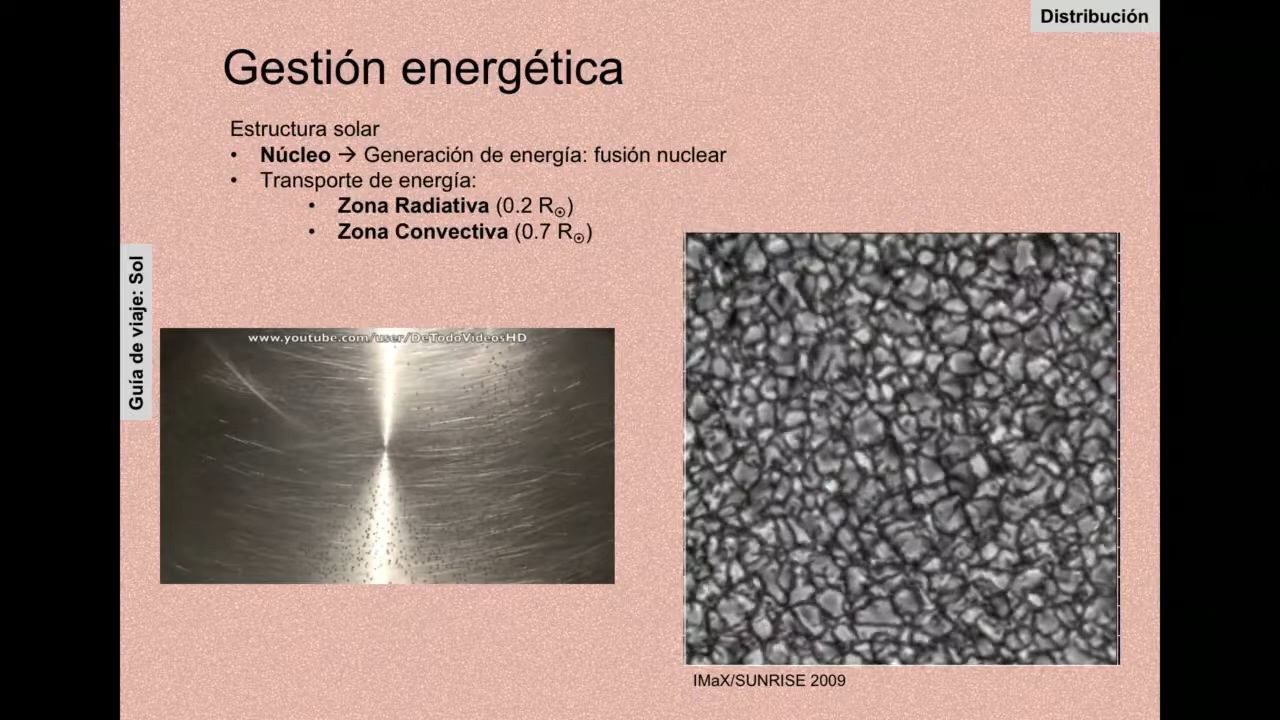 Distribución
Gestión energética
Estructura solar
• Núcleo → Generación de energía: fusión nuclear
• Transporte de energía:
• Zona Radiativa (0.2 R☉)
• Zona Convectiva (0.7 R☉)
Guía de viaje: Sol
www.youtube.com/user/DeTodoVideosHD
IMaX/SUNRISE 2009